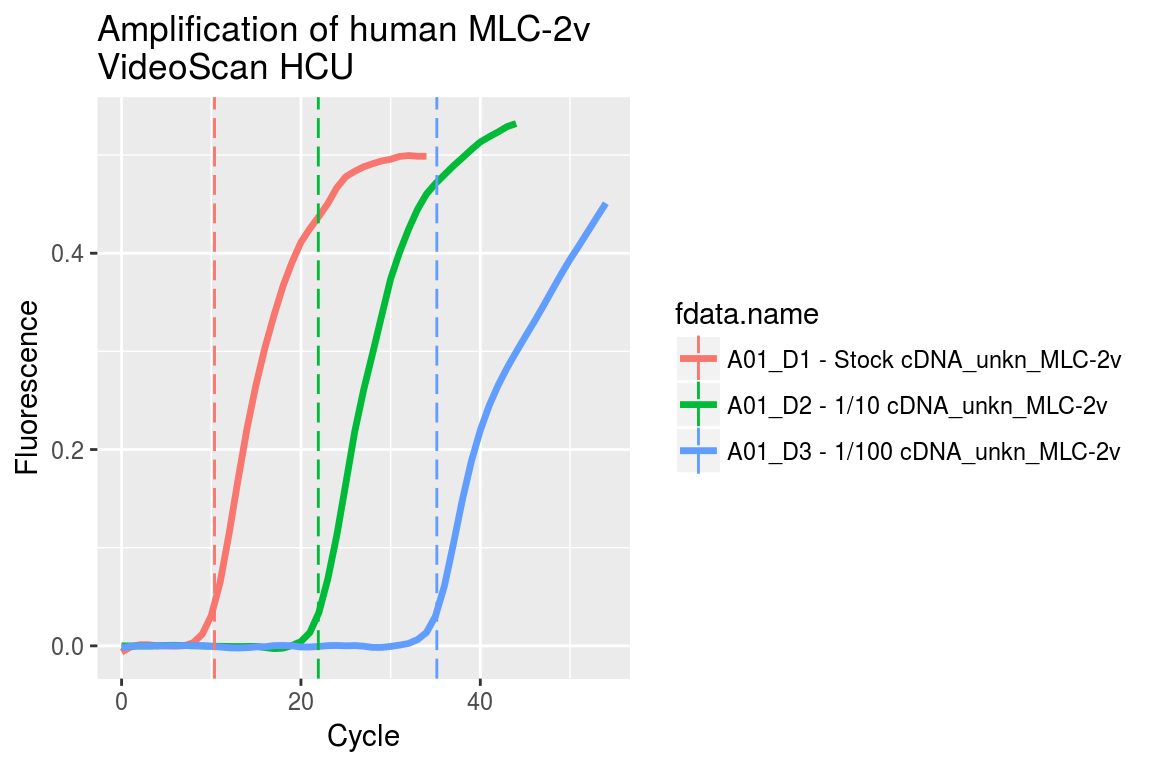 Amplification of human MLC-2v
VideoScan HCU
Fluorescence
0.4
0.2
0.0
0
20
40
Cycle
fdata.name
A01_D1 - Stock cDNA_unkn_MLC-2v
A01_D2 - 1/10 cDNA_unkn_MLC-2v
A01_D3 - 1/100 cDNA_unkn_MLC-2v